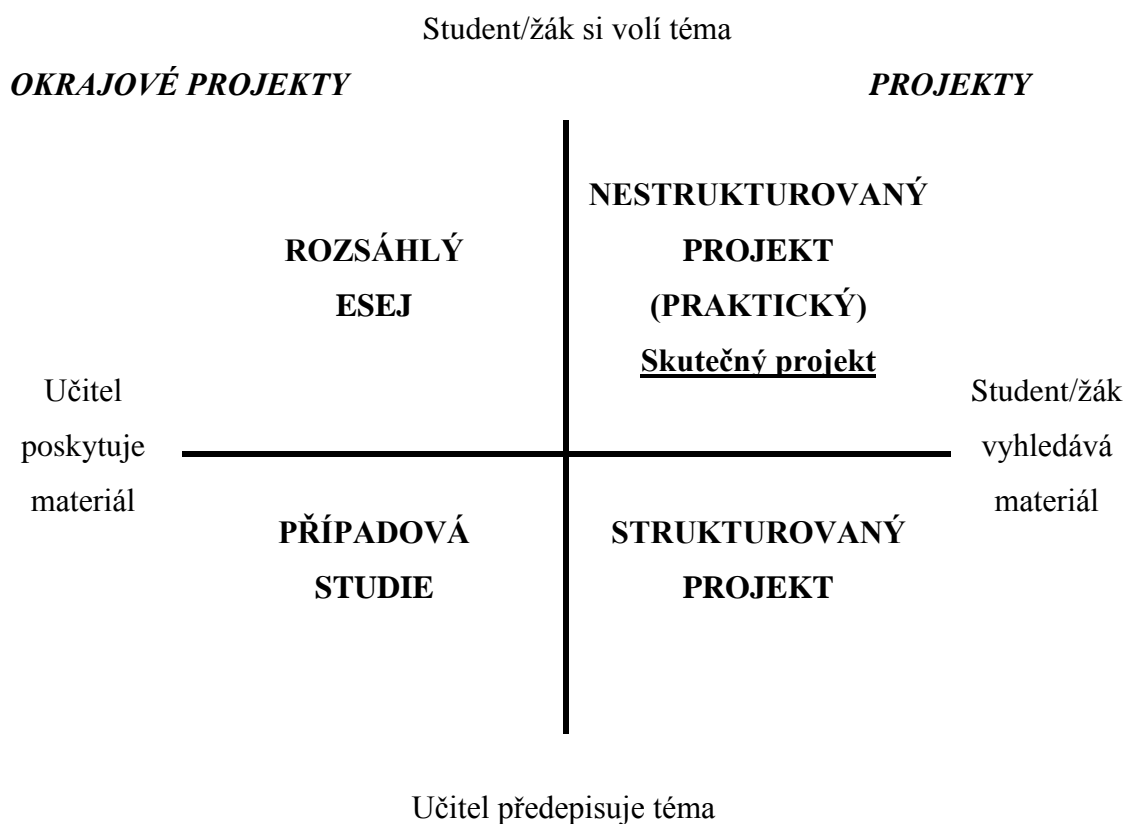 Student/žák si volí téma
OKRAJOVÉ PROJEKTY
PROJEKTY
ROZSÁHLÝ
ESEJ
NESTRUKTUROVANÝ
PROJEKT
(PRAKTICKÝ)
Skutečný projekt
Učitel
poskytuje
materiál
Student/žák
vyhledává
materiál
PŘÍPADOVÁ
STUDIE
STRUKTUROVANÝ
PROJEKT
Učitel předepisuje téma